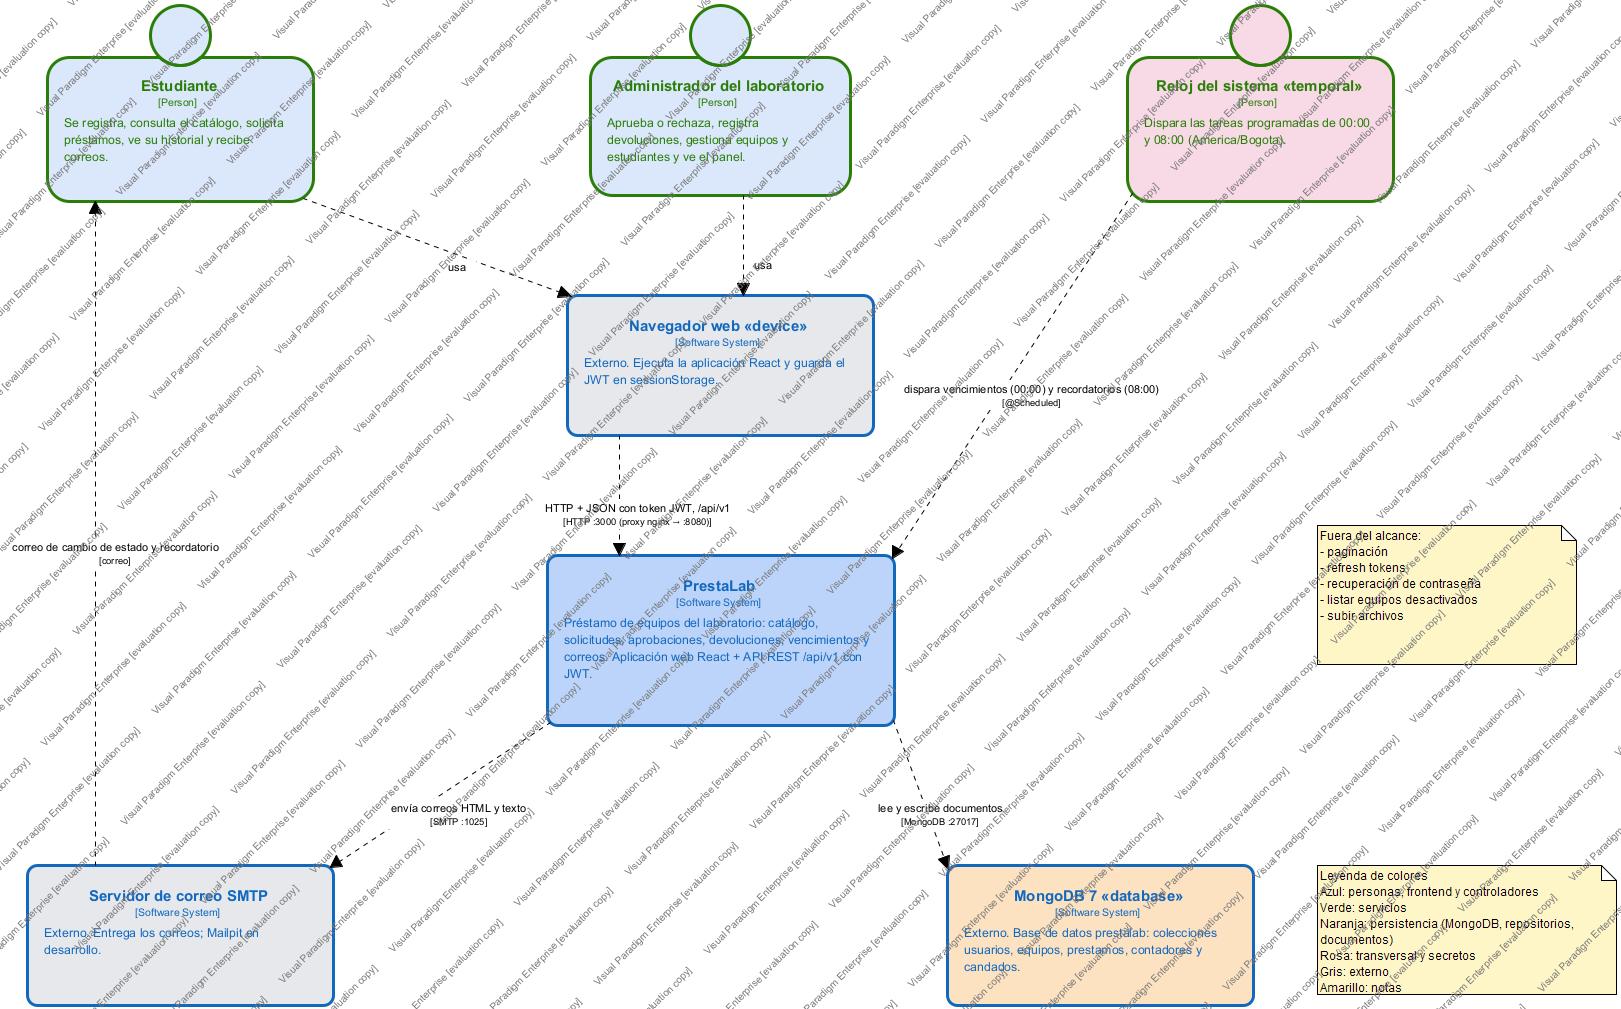 Estudiante
[Person]
Se registra, consulta el catálogo, solicita
préstamos, ve su historial y recibe
correos.
Administrador del laboratorio
[Person]
Aprueba o rechaza, registra
devoluciones, gestiona equipos y
estudiantes y ve el panel.
Reloj del sistema «temporal»
[Person]
Dispara las tareas programadas de 00:00
y 08:00 (America/Bogota).
usa
usa
Navegador web «device»
[Software System]
Externo. Ejecuta la aplicación React y guarda el
JWT en sessionStorage.
dispara vencimientos (00:00) y recordatorios (08:00)
[@Scheduled]
HTTP + JSON con token JWT, /api/v1
[HTTP :3000 (proxy nginx → :8080)]
correo de cambio de estado y recordatorio
[correo]
PrestaLab
[Software System]
Préstamo de equipos del laboratorio: catálogo,
solicitudes, aprobaciones, devoluciones, vencimientos y
correos. Aplicación web React + API REST /api/v1 con
JWT.
Fuera del alcance:
- paginación
- refresh tokens
- recuperación de contraseña
- listar equipos desactivados
- subir archivos
envía correos HTML y texto
[SMTP :1025]
lee y escribe documentos
[MongoDB :27017]
Servidor de correo SMTP
[Software System]
Externo. Entrega los correos; Mailpit en
desarrollo.
MongoDB 7 «database»
[Software System]
Externo. Base de datos prestalab: colecciones
usuarios, equipos, prestamos, contadores y
candados.
Leyenda de colores
Azul: personas, frontend y controladores
Verde: servicios
Naranja: persistencia (MongoDB, repositorios,
documentos)
Rosa: transversal y secretos
Gris: externo
Amarillo: notas
Visual Paradigm Enterprise [evaluation copy]